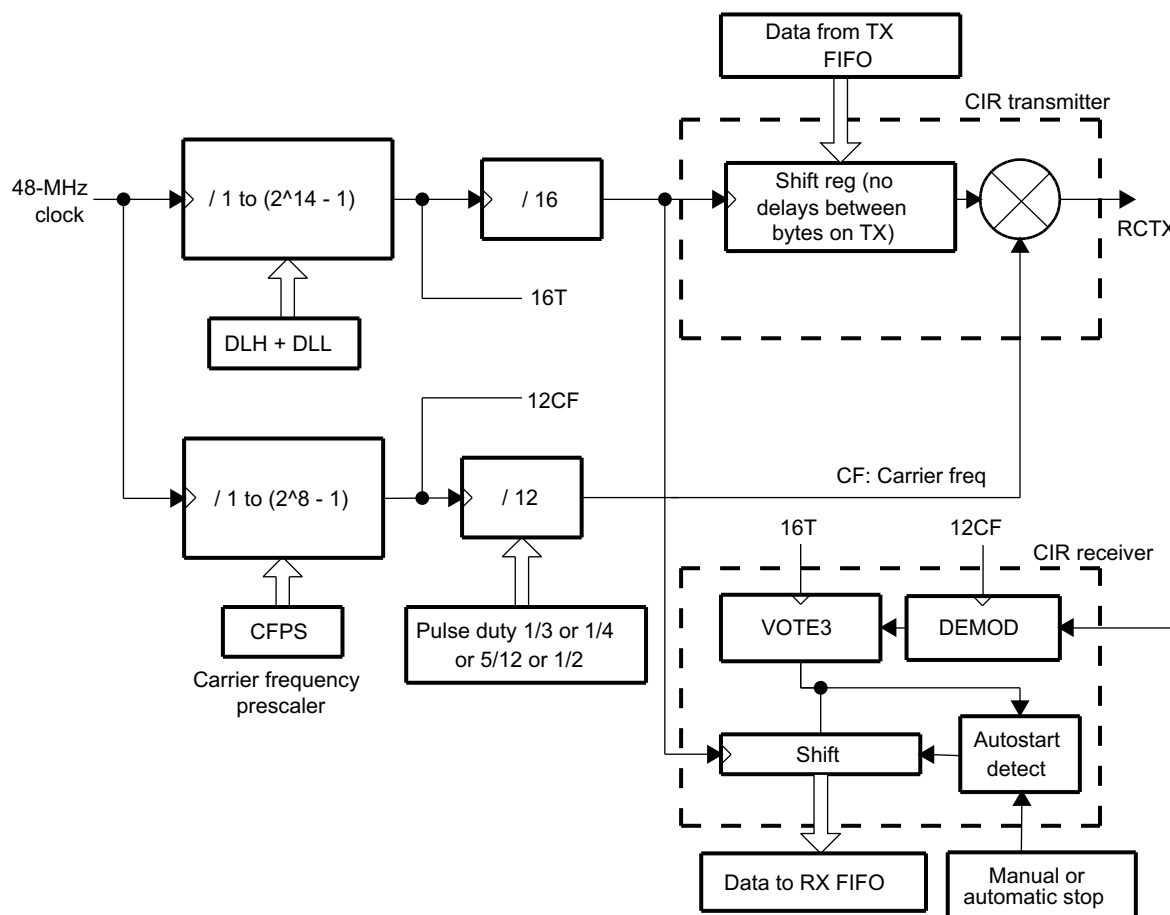 Data from TX
FIFO
CIR transmitter
48-MHz
clock
/ 1 to (2^14 - 1)
/ 16
Shift reg (no
delays between
bytes on TX)
RCTX
16T
DLH + DLL
12CF
/ 1 to (2^8 - 1)
/ 12
CF: Carrier freq
16T
12CF
CIR receiver
CFPS
Carrier frequency
prescaler
Pulse duty 1/3 or 1/4
or 5/12 or 1/2
VOTE3
DEMOD
Shift
Autostart
detect
Data to RX FIFO
Manual or
automatic stop